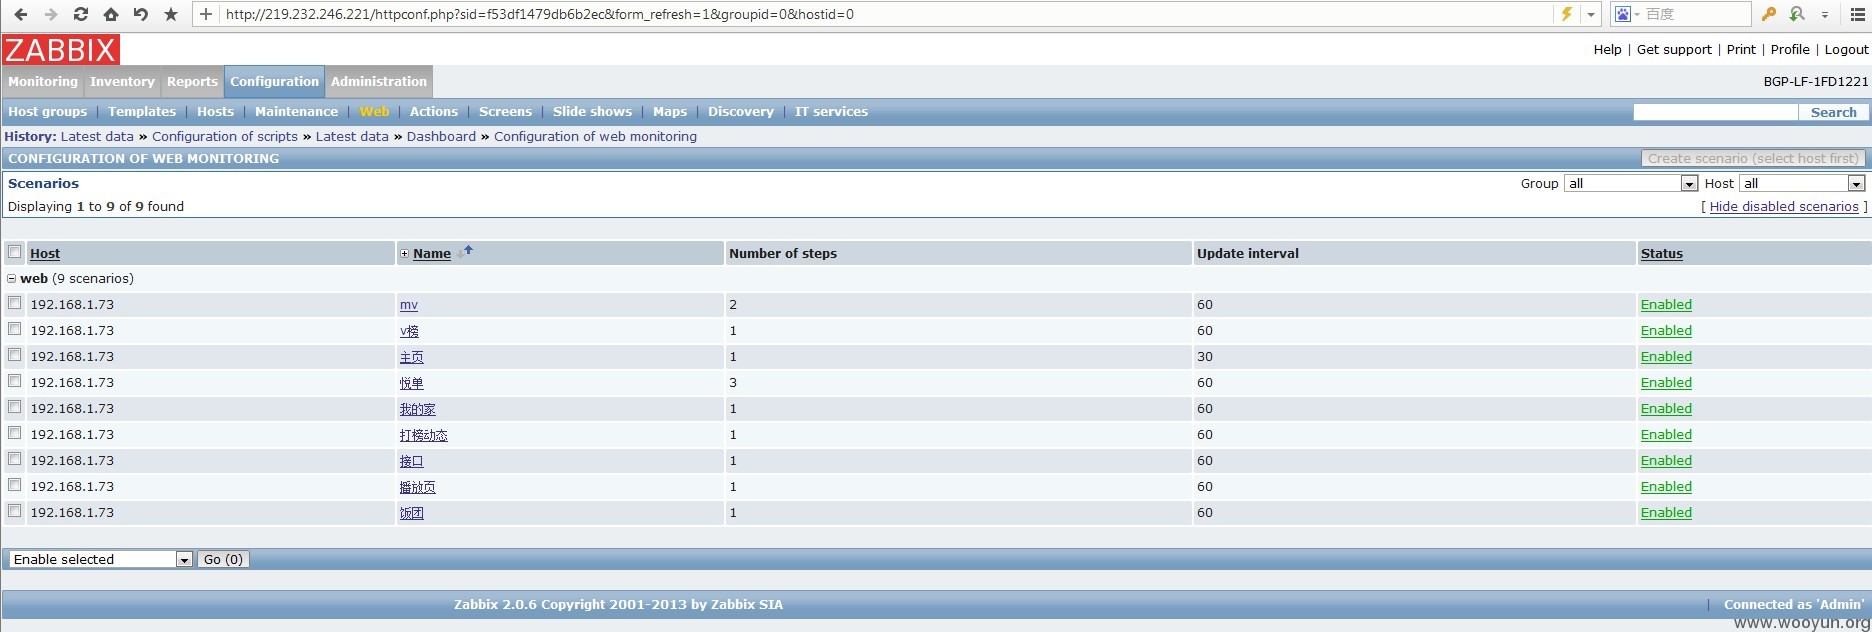 http://219.232.246.221/httpconf.php?sid=f53df1479db6b2ec&form_refresh=1&groupid=0&hostid=0 百度
ZABBIX
Help | Get support | Print | Profile | Logout
Monitoring Inventory Reports Configuration Administration BGP-LF-1FD1221
Host groups | Templates | Hosts | Maintenance | Web | Actions | Screens | Slide shows | Maps | Discovery | IT services Search
History: Latest data » Configuration of scripts » Latest data » Dashboard » Configuration of web monitoring
CONFIGURATION OF WEB MONITORING Create scenario (select host first)
Scenarios Group all Host all
Displaying 1 to 9 of 9 found [ Hide disabled scenarios ]
Host Name Number of steps Update interval Status
web (9 scenarios)
192.168.1.73 mv 2 60 Enabled
192.168.1.73 v榜 1 60 Enabled
192.168.1.73 主页 1 30 Enabled
192.168.1.73 悦单 3 60 Enabled
192.168.1.73 我的家 1 60 Enabled
192.168.1.73 打榜动态 1 60 Enabled
192.168.1.73 接口 1 60 Enabled
192.168.1.73 播放页 1 60 Enabled
192.168.1.73 饭团 1 60 Enabled
Enable selected Go (0)
Zabbix 2.0.6 Copyright 2001-2013 by Zabbix SIA | Connected as 'Admin'
www.wooyun.org